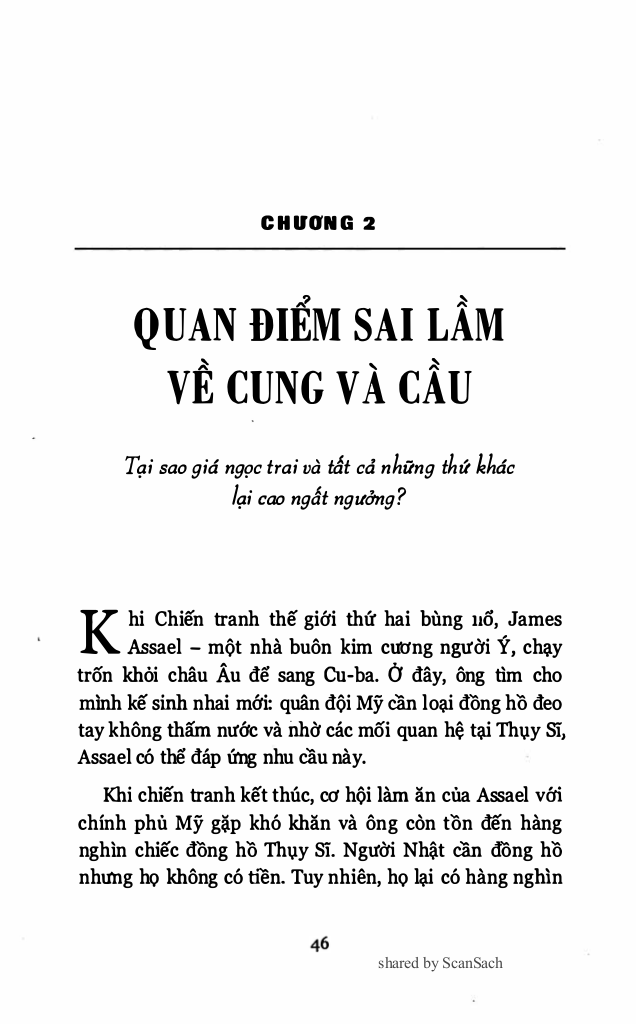 CHƯƠNG 2
QUAN ĐIỂM SAI LẦM
VỀ CUNG VÀ CẦU
Tại sao giá ngọc trai và tất cả những thứ khác
lại cao ngất ngưởng?
Khi Chiến tranh thế giới thứ hai bùng nổ, James
Assael – một nhà buôn kim cương người Ý, chạy
trốn khỏi châu Âu để sang Cu-ba. Ở đây, ông tìm cho
mình kế sinh nhai mới: quân đội Mỹ cần loại đồng hồ đeo
tay không thấm nước và nhờ các mối quan hệ tại Thụy Sĩ,
Assael có thể đáp ứng nhu cầu này.
Khi chiến tranh kết thúc, cơ hội làm ăn của Assael với
chính phủ Mỹ gặp khó khăn và ông còn tồn đến hàng
nghìn chiếc đồng hồ Thụy Sĩ. Người Nhật cần đồng hồ
nhưng họ không có tiền. Tuy nhiên, họ lại có hàng nghìn
46
shared by ScanSach